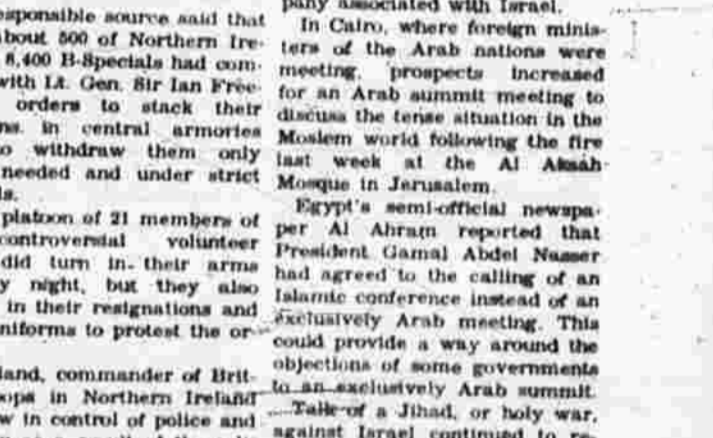 esponsible source said that
bout 500 of Northern Ire-
8,400 B-Specials had com-
with Lt. Gen. Sir Ian Free-
orders to stack their
ns. in central armories
o withdraw them only
needed and under strict
ls.
platoon of 21 members of
controversial volunteer
did turn in their arms
y night, but they also
in their resignations and
niforms to protest the or-
land, commander of Brit-
ops in Northern Ireland
w in control of police and
pany associated with Israel.
In Cairo, where foreign minis-
ters of the Arab nations were
meeting, prospects increased
for an Arab summit meeting to
discuss the tense situation in the
Moslem world following the fire
last week at the Al Aksah
Mosque in Jerusalem.
Egypt's semi-official newspa-
per Al Ahram reported that
President Gamal Abdel Nasser
had agreed to the calling of an
Islamic conference instead of an
exclusively Arab meeting. This
could provide a way around the
objections of some governments
to an exclusively Arab summit.
Talk of a Jihad, or holy war,
against Israel continued to re-